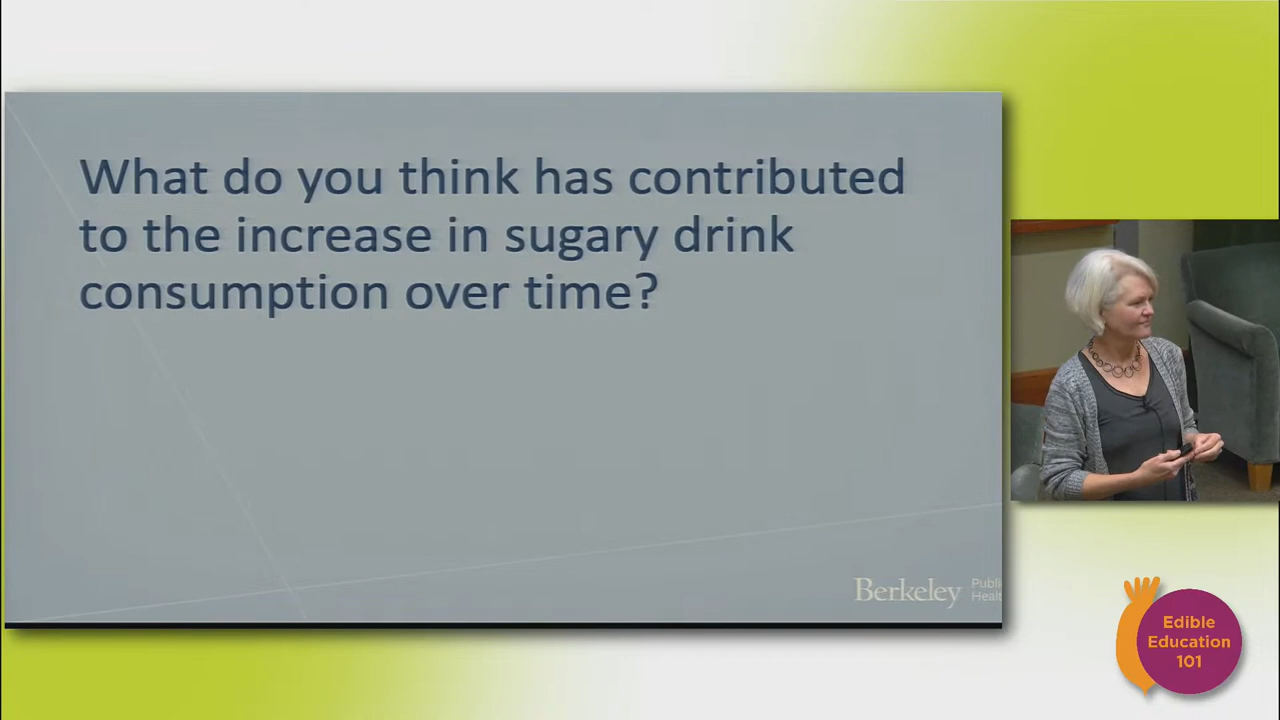 What do you think has contributed
to the increase in sugary drink
consumption over time?
Berkeley
Edible
Education
101